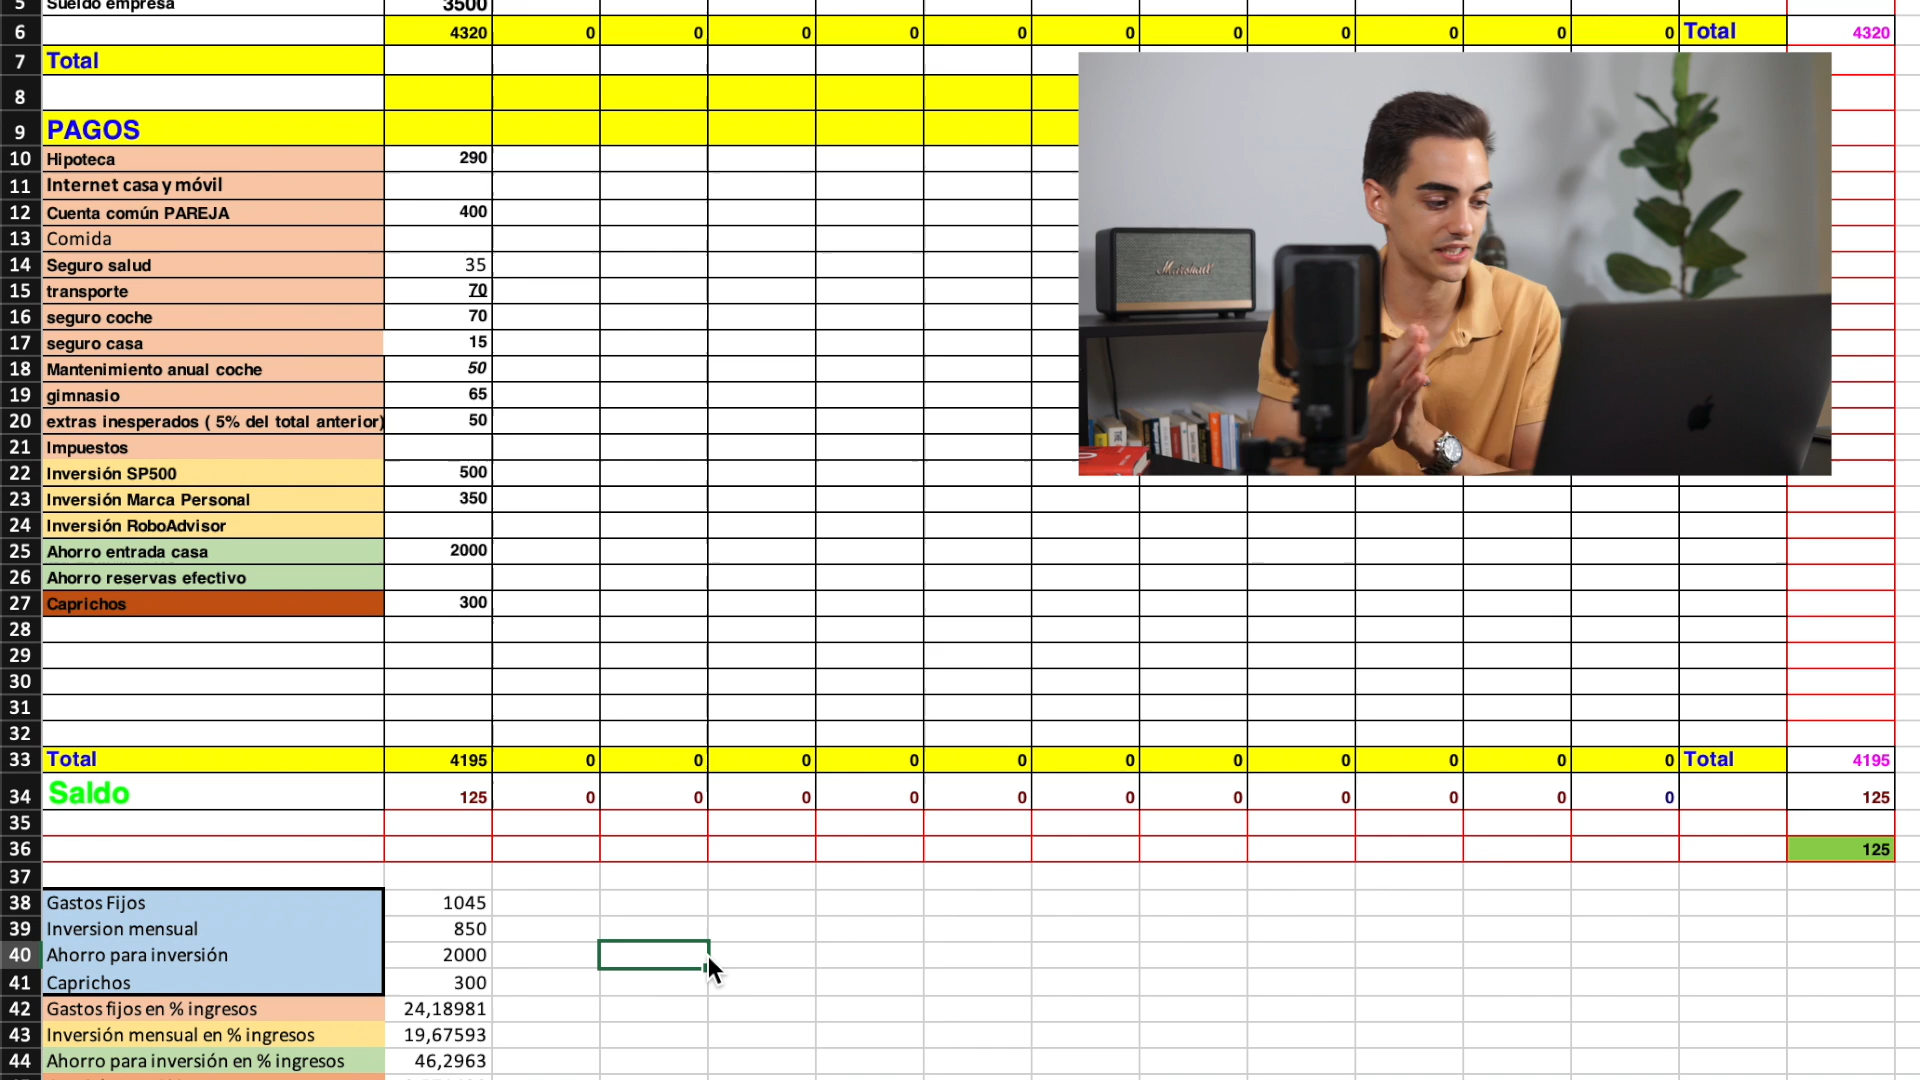 5 Sueldo empresa 3500
6 4320 0 0 0 0 0 0 0 0 0 0 0 Total 4320
7 Total
8
9 PAGOS
10 Hipoteca 290
11 Internet casa y móvil
12 Cuenta común PAREJA 400
13 Comida
14 Seguro salud 35
15 transporte 70
16 seguro coche 70
17 seguro casa 15
18 Mantenimiento anual coche 50
19 gimnasio 65
20 extras inesperados ( 5% del total anterior) 50
21 Impuestos
22 Inversión SP500 500
23 Inversión Marca Personal 350
24 Inversión RoboAdvisor
25 Ahorro entrada casa 2000
26 Ahorro reservas efectivo
27 Caprichos 300
28
29
30
31
32
33 Total 4195 0 0 0 0 0 0 0 0 0 0 0 Total 4195
34 Saldo 125 0 0 0 0 0 0 0 0 0 0 0 125
35
36 125
37
38 Gastos Fijos 1045
39 Inversion mensual 850
40 Ahorro para inversión 2000
41 Caprichos 300
42 Gastos fijos en % ingresos 24,18981
43 Inversión mensual en % ingresos 19,67593
44 Ahorro para inversión en % ingresos 46,2963
Marshall